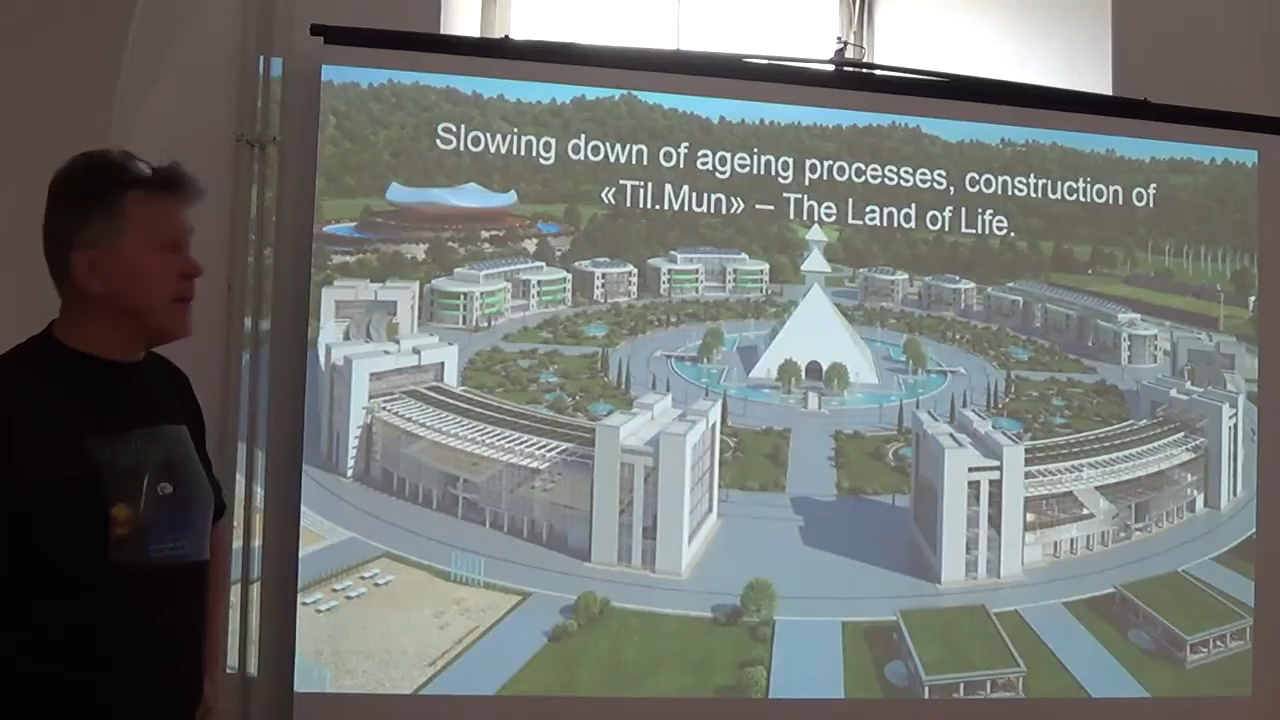 Slowing down of ageing processes, construction of
«Til.Mun» – The Land of Life.